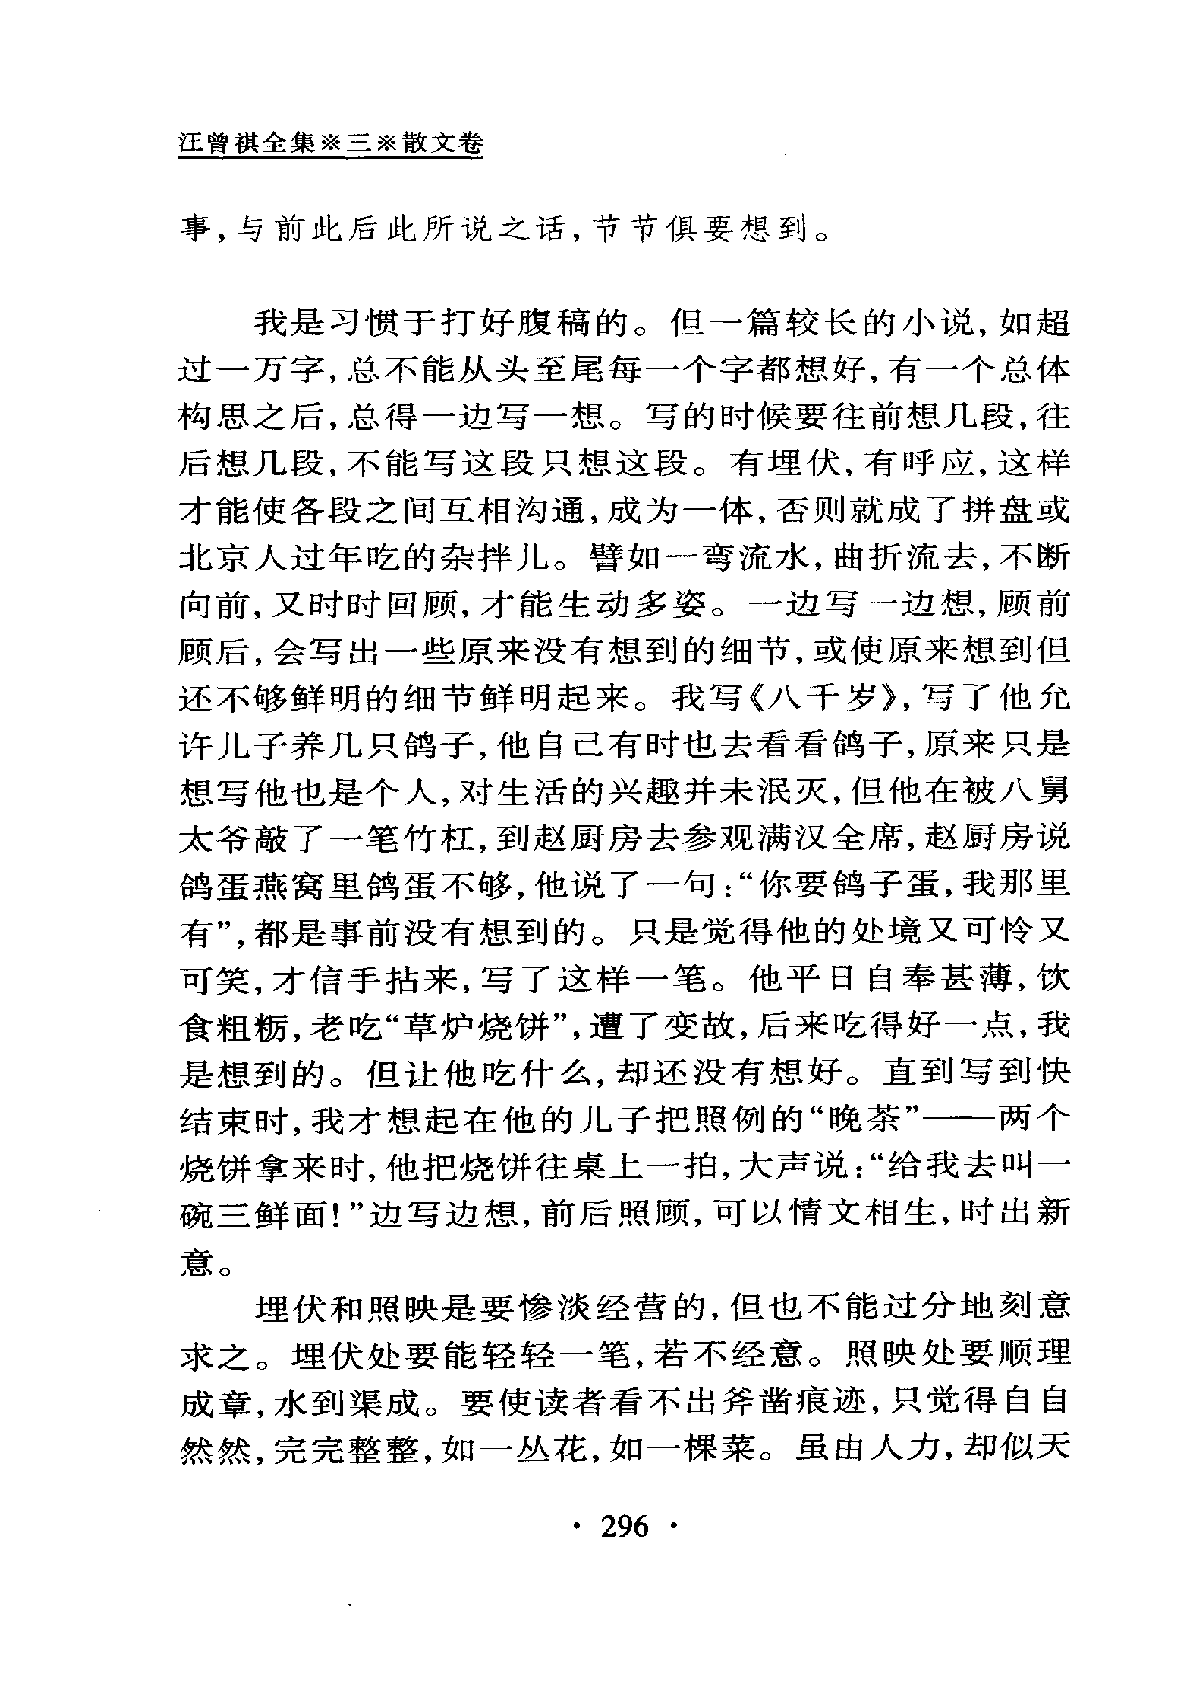 汪曾祺全集※三※散文卷
事,与前此后此所说之话,节节俱要想到。
我是习惯于打好腹稿的。但一篇较长的小说,如超
过一万字,总不能从头至尾每一个字都想好,有一个总体
构思之后,总得一边写一想。写的时候要往前想几段,往
后想几段,不能写这段只想这段。有埋伏,有呼应,这样
才能使各段之间互相沟通,成为一体,否则就成了拼盘或
北京人过年吃的杂拌儿。譬如一弯流水,曲折流去,不断
向前,又时时回顾,才能生动多姿。一边写一边想,顾前
顾后,会写出一些原来没有想到的细节,或使原来想到但
还不够鲜明的细节鲜明起来。我写《八千岁》,写了他允
许儿子养几只鸽子,他自己有时也去看看鸽子,原来只是
想写他也是个人,对生活的兴趣并未泯灭,但他在被八舅
太爷敲了一笔竹杠,到赵厨房去参观满汉全席,赵厨房说
鸽蛋燕窝里鸽蛋不够,他说了一句:“你要鸽子蛋,我那里
有”,都是事前没有想到的。只是觉得他的处境又可怜又
可笑,才信手拈来,写了这样一笔。他平日自奉甚薄,饮
食粗粝,老吃“草炉烧饼”,遭了变故,后来吃得好一点,我
是想到的。但让他吃什么,却还没有想好。直到写到快
结束时,我才想起在他的儿子把照例的“晚茶”——两个
烧饼拿来时,他把烧饼往桌上一拍,大声说:“给我去叫一
碗三鲜面!”边写边想,前后照顾,可以情文相生,时出新
意。
埋伏和照映是要惨淡经营的,但也不能过分地刻意
求之。埋伏处要能轻轻一笔,若不经意。照映处要顺理
成章,水到渠成。要使读者看不出斧凿痕迹,只觉得自自
然然,完完整整,如一丛花,如一棵菜。虽由人力,却似天
· 296 ·